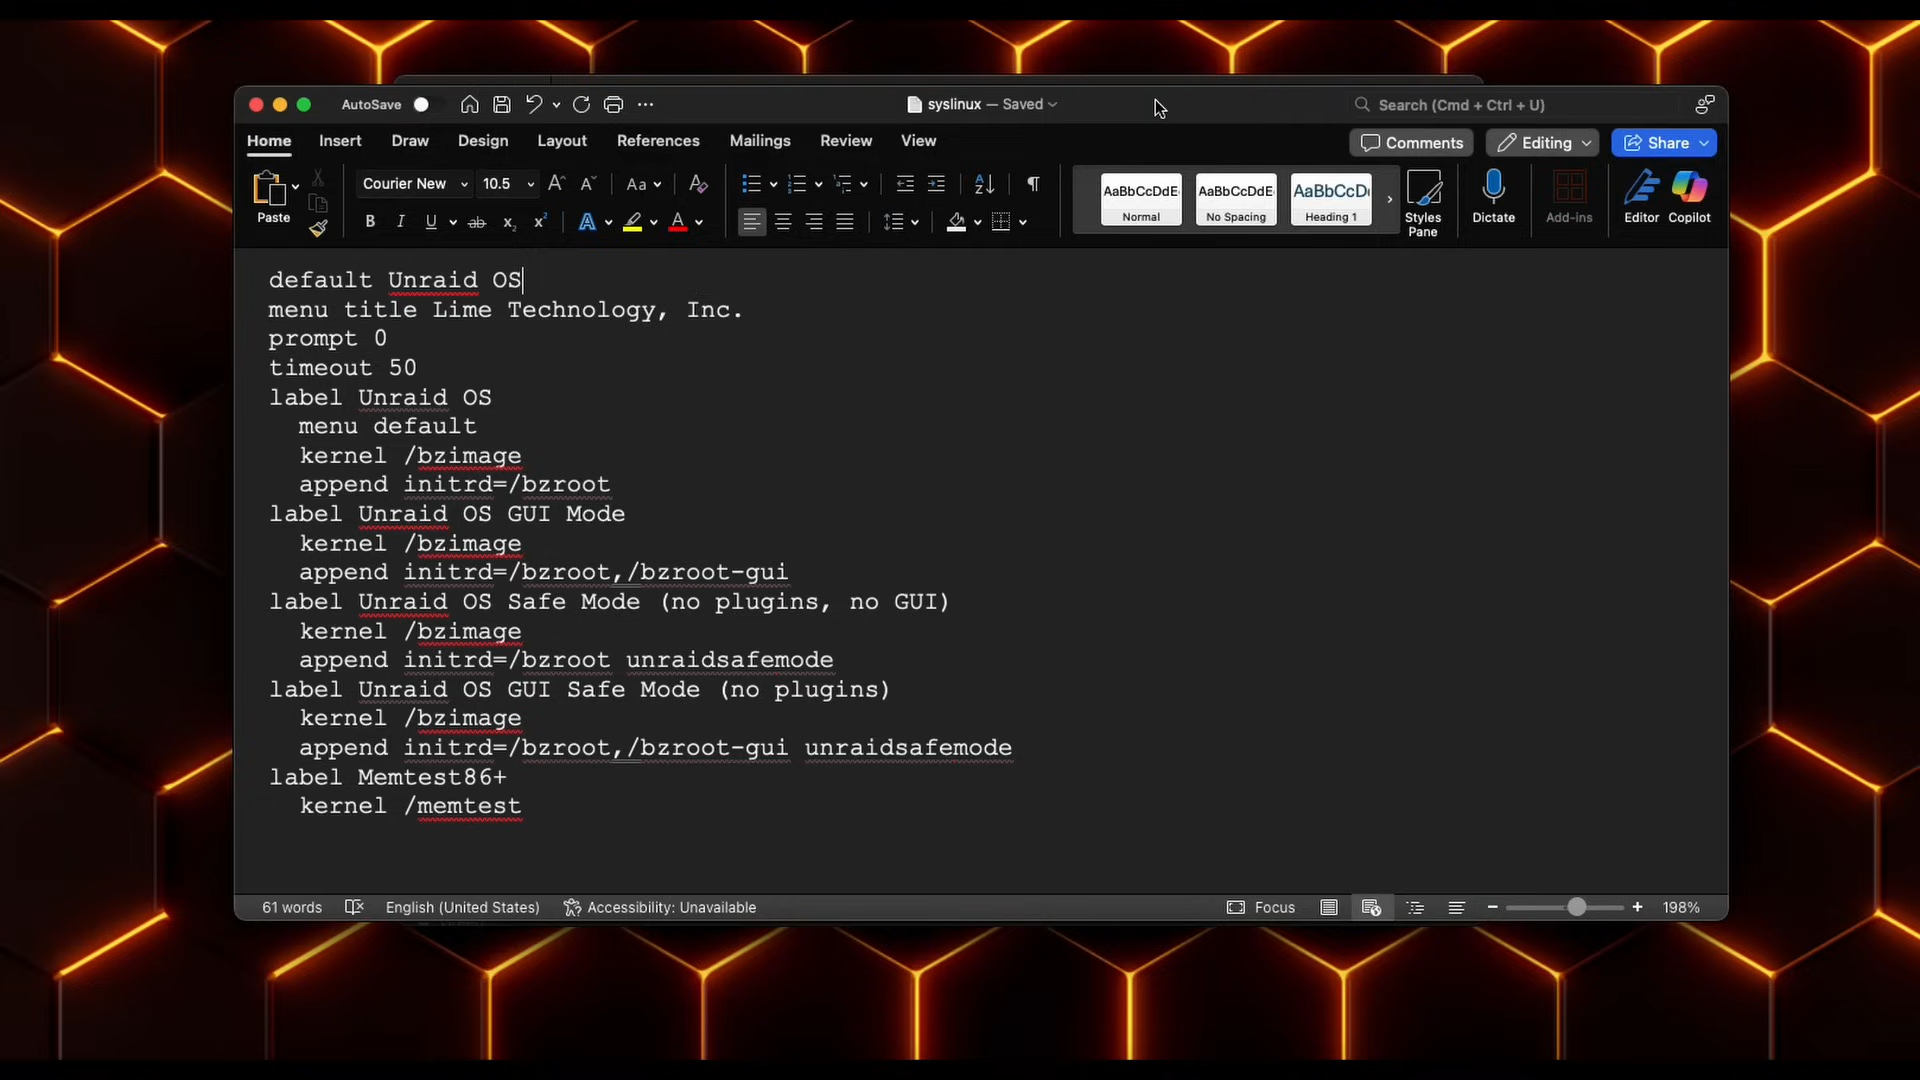 AutoSave
syslinux — Saved
Search (Cmd + Ctrl + U)
Home Insert Draw Design Layout References Mailings Review View
Comments Editing Share
Paste
Courier New 10.5
AaBbCcDdE Normal
AaBbCcDdE No Spacing
AaBbCcD Heading 1
Styles Pane
Dictate
Add-ins
Editor
Copilot
default Unraid OS
menu title Lime Technology, Inc.
prompt 0
timeout 50
label Unraid OS
  menu default
  kernel /bzimage
  append initrd=/bzroot
label Unraid OS GUI Mode
  kernel /bzimage
  append initrd=/bzroot,/bzroot-gui
label Unraid OS Safe Mode (no plugins, no GUI)
  kernel /bzimage
  append initrd=/bzroot unraidsafemode
label Unraid OS GUI Safe Mode (no plugins)
  kernel /bzimage
  append initrd=/bzroot,/bzroot-gui unraidsafemode
label Memtest86+
  kernel /memtest
61 words English (United States) Accessibility: Unavailable Focus 198%